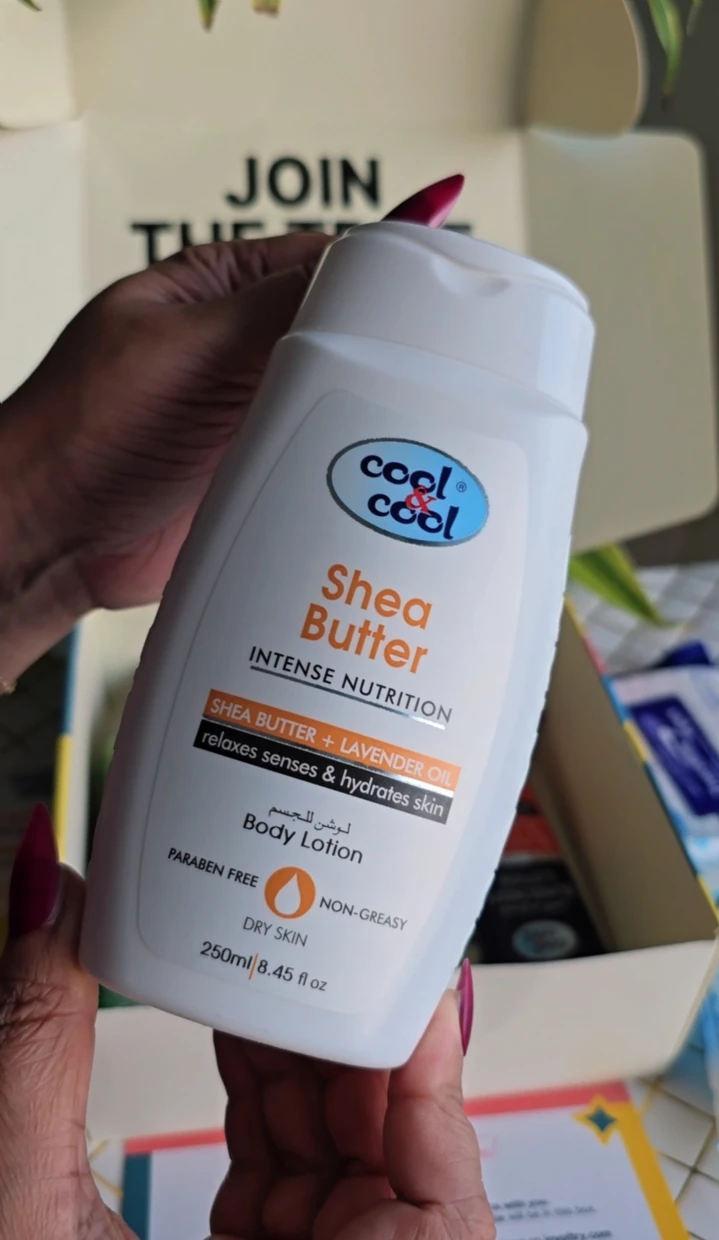 JOIN
THE
cool®
&
cool
Shea
Butter
INTENSE NUTRITION
SHEA BUTTER + LAVENDER OIL
relaxes senses & hydrates skin
لوشن للجسم
Body Lotion
PARABEN FREE
NON-GREASY
DRY SKIN
250ml|8.45 fl oz